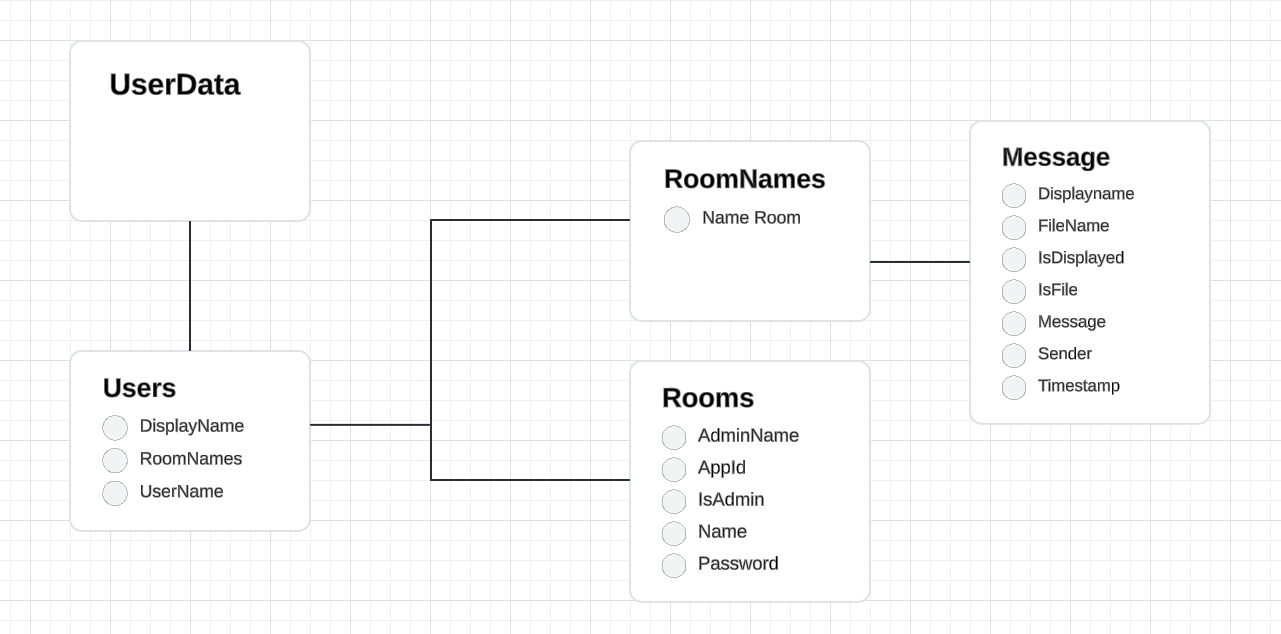 UserData
Users
DisplayName
RoomNames
UserName
RoomNames
Name Room
Rooms
AdminName
AppId
IsAdmin
Name
Password
Message
Displayname
FileName
IsDisplayed
IsFile
Message
Sender
Timestamp